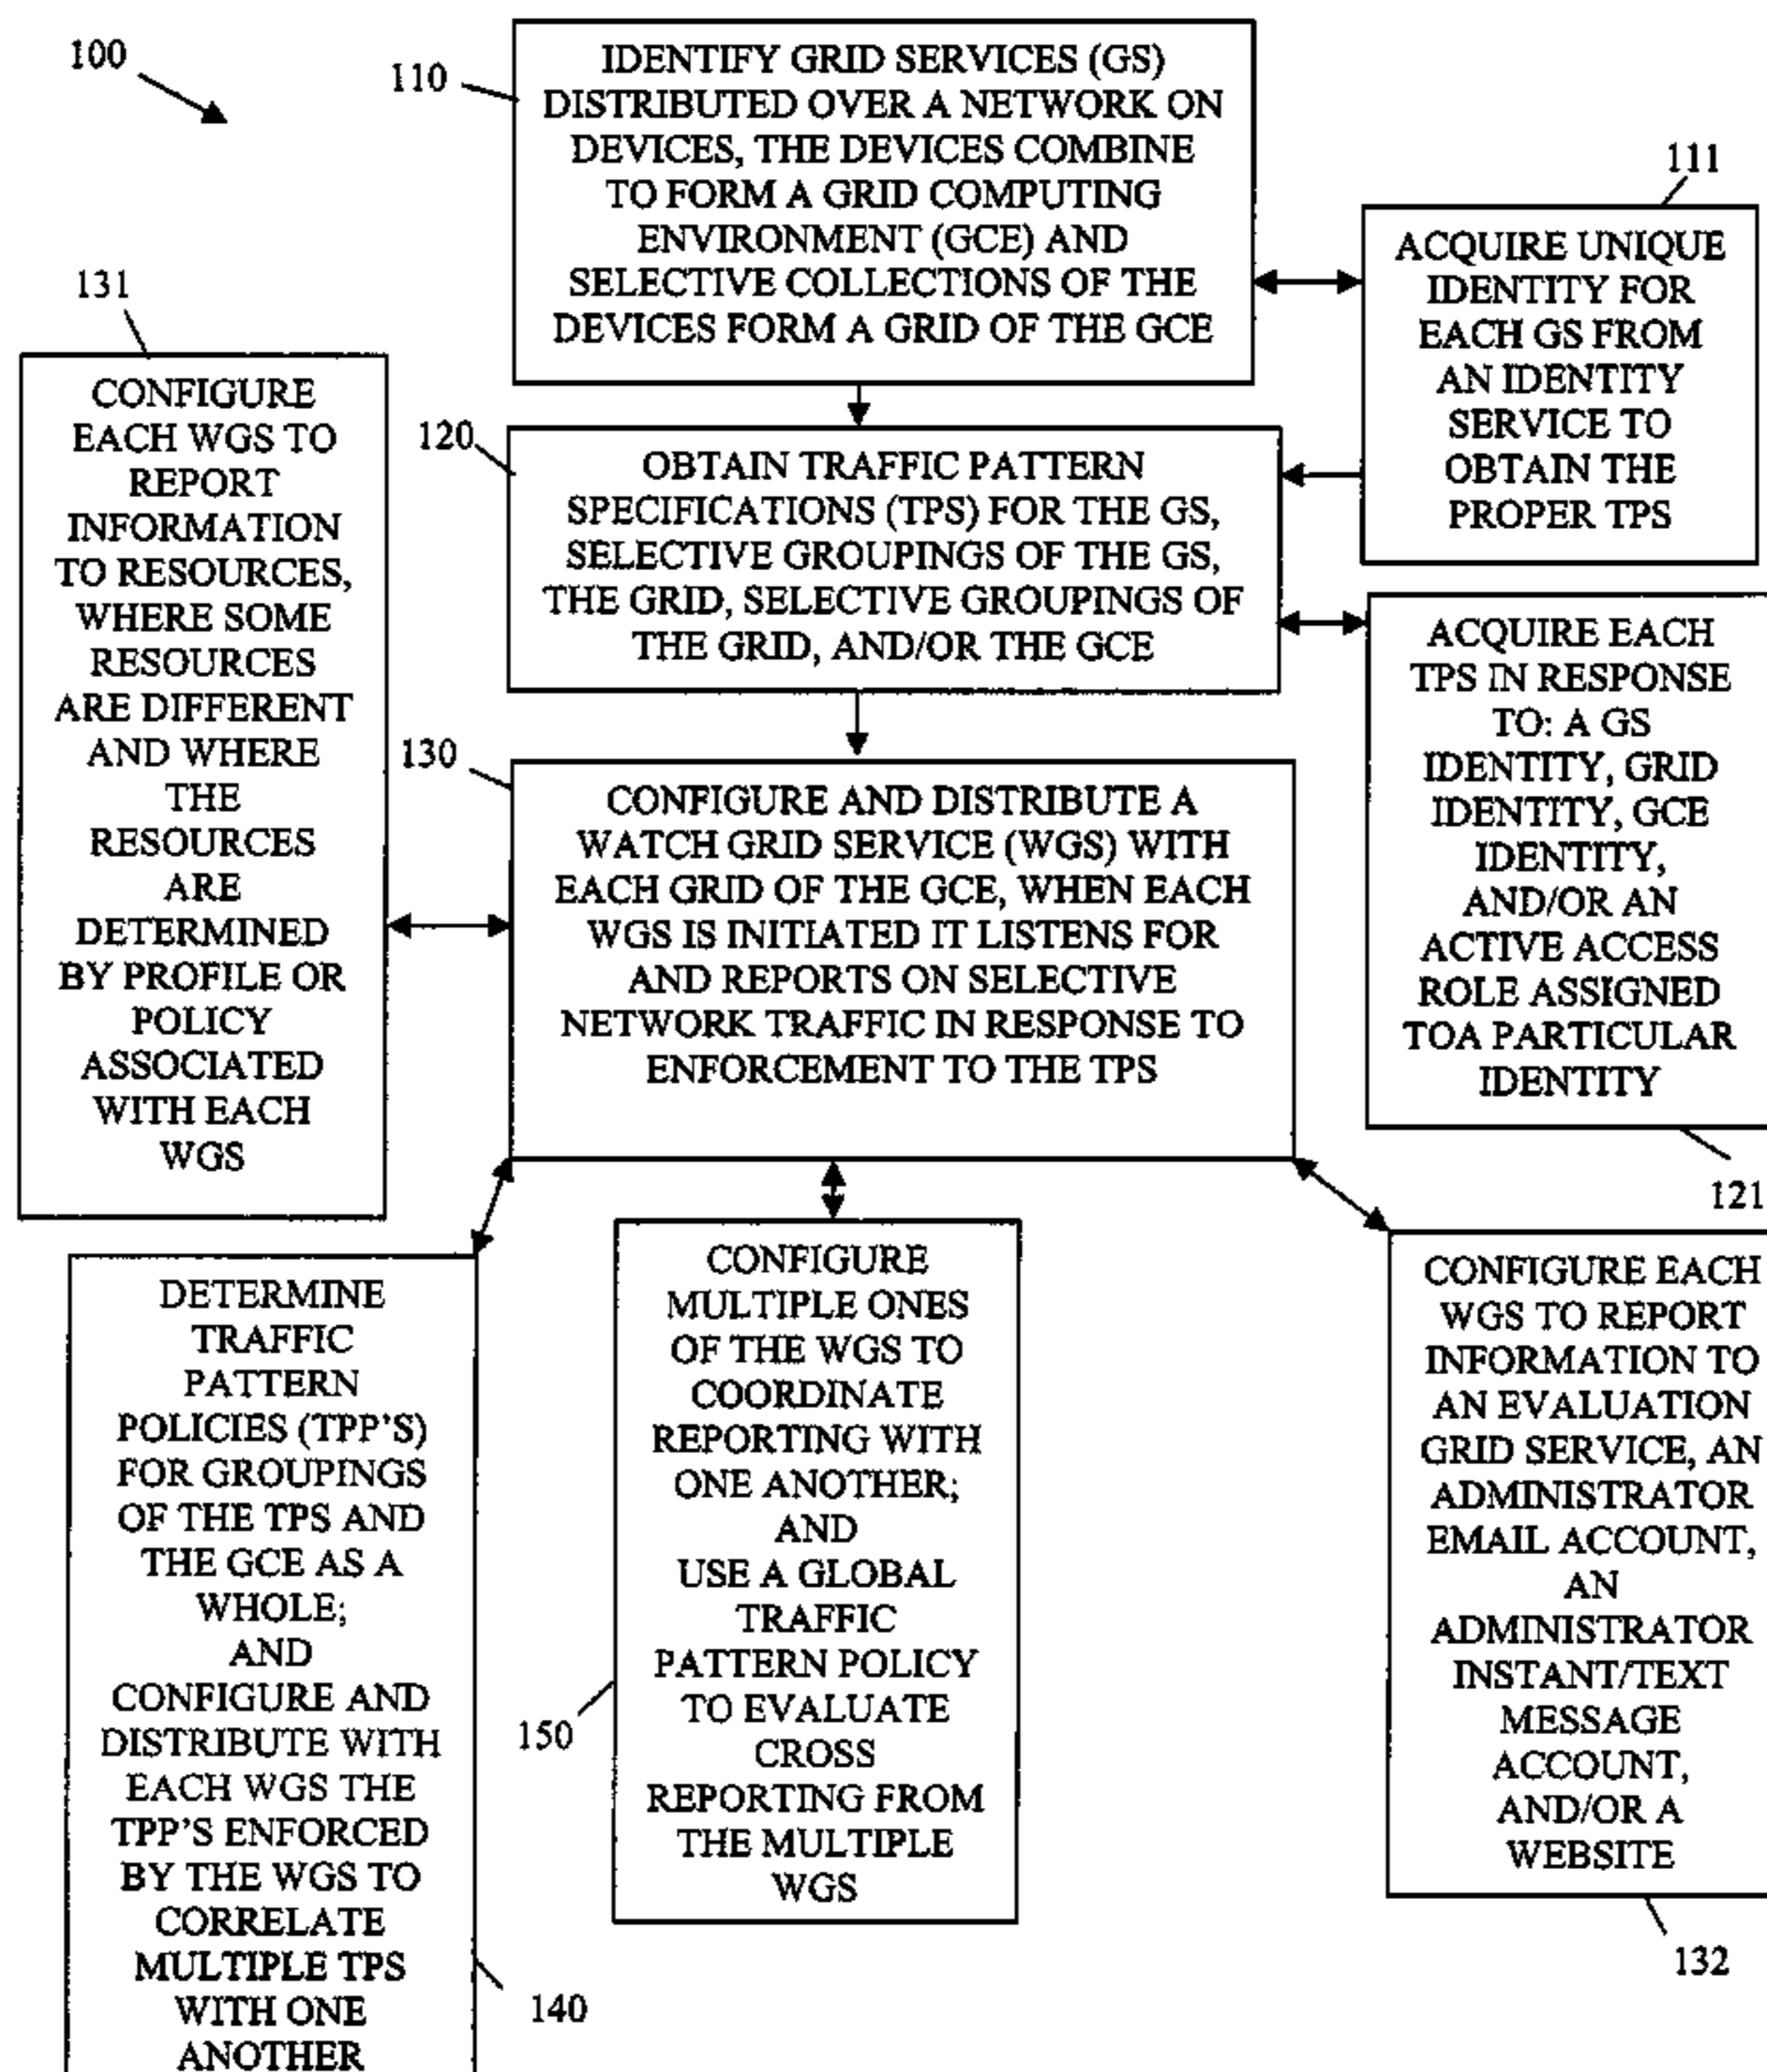 100
110
IDENTIFY GRID SERVICES (GS)
DISTRIBUTED OVER A NETWORK ON
DEVICES, THE DEVICES COMBINE
TO FORM A GRID COMPUTING
ENVIRONMENT (GCE) AND
SELECTIVE COLLECTIONS OF THE
DEVICES FORM A GRID OF THE GCE
111
ACQUIRE UNIQUE
IDENTITY FOR
EACH GS FROM
AN IDENTITY
SERVICE TO
OBTAIN THE
PROPER TPS
131
CONFIGURE
EACH WGS TO
REPORT
INFORMATION
TO RESOURCES,
WHERE SOME
RESOURCES
ARE DIFFERENT
AND WHERE
THE
RESOURCES
ARE
DETERMINED
BY PROFILE OR
POLICY
ASSOCIATED
WITH EACH
WGS
120
OBTAIN TRAFFIC PATTERN
SPECIFICATIONS (TPS) FOR THE GS,
SELECTIVE GROUPINGS OF THE GS,
THE GRID, SELECTIVE GROUPINGS OF
THE GRID, AND/OR THE GCE
ACQUIRE EACH
TPS IN RESPONSE
TO: A GS
IDENTITY, GRID
IDENTITY, GCE
IDENTITY,
AND/OR AN
ACTIVE ACCESS
ROLE ASSIGNED
TOA PARTICULAR
IDENTITY
121
130
CONFIGURE AND DISTRIBUTE A
WATCH GRID SERVICE (WGS) WITH
EACH GRID OF THE GCE, WHEN EACH
WGS IS INITIATED IT LISTENS FOR
AND REPORTS ON SELECTIVE
NETWORK TRAFFIC IN RESPONSE TO
ENFORCEMENT TO THE TPS
DETERMINE
TRAFFIC
PATTERN
POLICIES (TPP'S)
FOR GROUPINGS
OF THE TPS AND
THE GCE AS A
WHOLE;
AND
CONFIGURE AND
DISTRIBUTE WITH
EACH WGS THE
TPP'S ENFORCED
BY THE WGS TO
CORRELATE
MULTIPLE TPS
WITH ONE
ANOTHER
140
CONFIGURE
MULTIPLE ONES
OF THE WGS TO
COORDINATE
REPORTING WITH
ONE ANOTHER;
AND
USE A GLOBAL
TRAFFIC
PATTERN POLICY
TO EVALUATE
CROSS
REPORTING FROM
THE MULTIPLE
WGS
150
CONFIGURE EACH
WGS TO REPORT
INFORMATION TO
AN EVALUATION
GRID SERVICE, AN
ADMINISTRATOR
EMAIL ACCOUNT,
AN
ADMINISTRATOR
INSTANT/TEXT
MESSAGE
ACCOUNT,
AND/OR A
WEBSITE
132